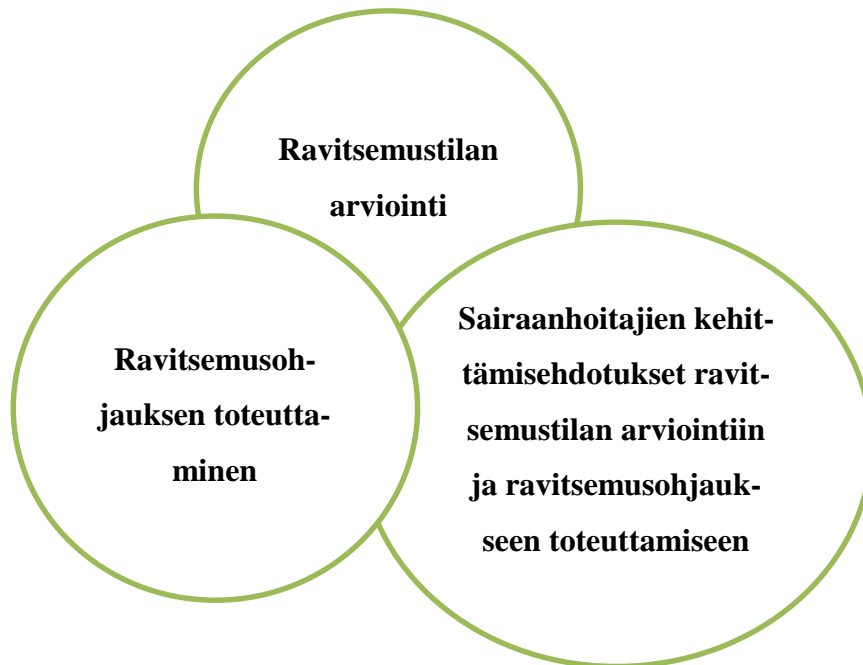 Ravitsemustilan
arviointi
Ravitsemusoh-
jauksen toteutta-
minen
Sairaanhoitajien kehit-
tämisehdotukset ravit-
semustilan arviointiin
ja ravitsemusohjauk-
seen toteuttamiseen